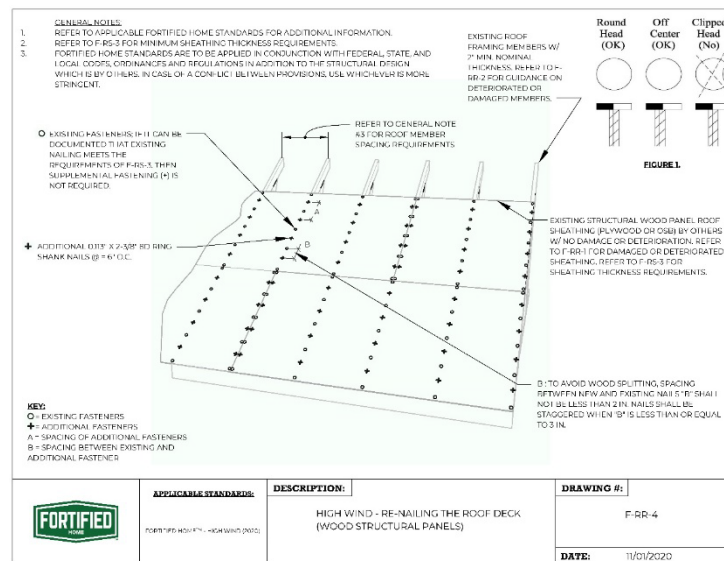 GENERAL NOTES:
1. REFER TO APPLICABLE FORTIFIED HOME STANDARDS FOR ADDITIONAL INFORMATION.
2. REFER TO F-RS-3 FOR MINIMUM SHEATHING THICKNESS REQUIREMENTS.
3. FORTIFIED HOME STANDARDS ARE TO BE APPLIED IN CONJUNCTION WITH FEDERAL, STATE, AND
LOCAL CODES, ORDINANCES AND REGULATIONS IN ADDITION TO THE STRUCTURAL DESIGN
WHICH IS BY OTHERS. IN CASE OF A CONFLICT BETWEEN PROVISIONS, USE WHICHEVER IS MORE
STRINGENT.
EXISTING ROOF
FRAMING MEMBERS W/
2" MIN. NOMINAL
THICKNESS. REFER TO F-
RR-2 FOR GUIDANCE ON
DETERIORATED OR
DAMAGED MEMBERS.
Round Head (OK)
Off Center (OK)
Clipped Head (No)
FIGURE 1.
REFER TO GENERAL NOTE
#3 FOR ROOF MEMBER
SPACING REQUIREMENTS
EXISTING FASTENERS; IF IT CAN BE
DOCUMENTED THAT EXISTING
NAILING MEETS THE
REQUIREMENTS OF F-RS-3, THEN
SUPPLEMENTAL FASTENING (+) IS
NOT REQUIRED.
A
B
ADDITIONAL 0.113" X 2-3/8" 8D RING
SHANK NAILS @ = 6" O.C.
EXISTING STRUCTURAL WOOD PANEL ROOF
SHEATHING (PLYWOOD OR OSB) BY OTHERS
W/ NO DAMAGE OR DETERIORATION. REFER
TO F-RR-1 FOR DAMAGED OR DETERIORATED
SHEATHING. REFER TO F-RS-3 FOR
SHEATHING THICKNESS REQUIREMENTS.
B : TO AVOID WOOD SPLITTING, SPACING
BETWEEN NEW AND EXISTING NAILS "B" SHALL
NOT BE LESS THAN 2 IN. NAILS SHALL BE
STAGGERED WHEN "B" IS LESS THAN OR EQUAL
TO 3 IN.
KEY:
O = EXISTING FASTENERS
+ = ADDITIONAL FASTENERS
A = SPACING OF ADDITIONAL FASTENERS
B = SPACING BETWEEN EXISTING AND
ADDITIONAL FASTENER
FORTIFIED
HOME
APPLICABLE STANDARDS:
FORTIFIED HOME™ - HIGH WIND (2020)
DESCRIPTION:
HIGH WIND - RE-NAILING THE ROOF DECK
(WOOD STRUCTURAL PANELS)
DRAWING #:
F-RR-4
DATE: 11/01/2020